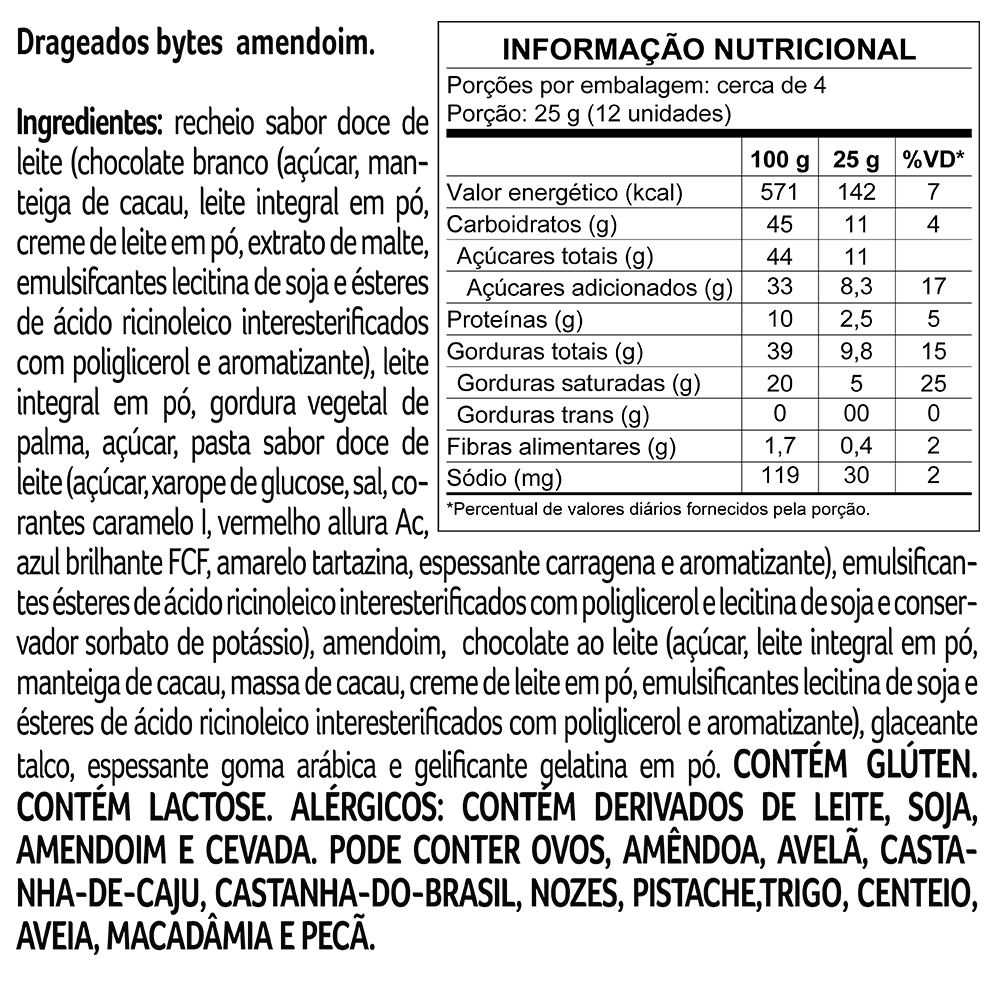 Drageados bytes amendoim.
Ingredientes: recheio sabor doce de
leite (chocolate branco (açúcar, man-
teiga de cacau, leite integral em pó,
creme de leite em pó, extrato de malte,
emulsifcantes lecitina de soja e ésteres
de ácido ricinoleico interesterificados
com poliglicerol e aromatizante), leite
integral em pó, gordura vegetal de
palma, açúcar, pasta sabor doce de
leite (açúcar, xarope de glucose, sal, co-
rantes caramelo I, vermelho allura Ac,
azul brilhante FCF, amarelo tartazina, espessante carragena e aromatizante), emulsifican-
tes ésteres de ácido ricinoleico interesterificados com poliglicerol e lecitina de soja e conser-
vador sorbato de potássio), amendoim, chocolate ao leite (açúcar, leite integral em pó,
manteiga de cacau, massa de cacau, creme de leite em pó, emulsificantes lecitina de soja e
ésteres de ácido ricinoleico interesterificados com poliglicerol e aromatizante), glaceante
talco, espessante goma arábica e gelificante gelatina em pó. CONTÉM GLÚTEN.
CONTÉM LACTOSE. ALÉRGICOS: CONTÉM DERIVADOS DE LEITE, SOJA,
AMENDOIM E CEVADA. PODE CONTER OVOS, AMÊNDOA, AVELÃ, CASTA-
NHA-DE-CAJU, CASTANHA-DO-BRASIL, NOZES, PISTACHE,TRIGO, CENTEIO,
AVEIA, MACADÂMIA E PECÃ.
INFORMAÇÃO NUTRICIONAL
Porções por embalagem: cerca de 4
Porção: 25 g (12 unidades)
100 g 25 g %VD*
Valor energético (kcal) 571 142 7
Carboidratos (g) 45 11 4
Açúcares totais (g) 44 11
Açúcares adicionados (g) 33 8,3 17
Proteínas (g) 10 2,5 5
Gorduras totais (g) 39 9,8 15
Gorduras saturadas (g) 20 5 25
Gorduras trans (g) 0 00 0
Fibras alimentares (g) 1,7 0,4 2
Sódio (mg) 119 30 2
*Percentual de valores diários fornecidos pela porção.